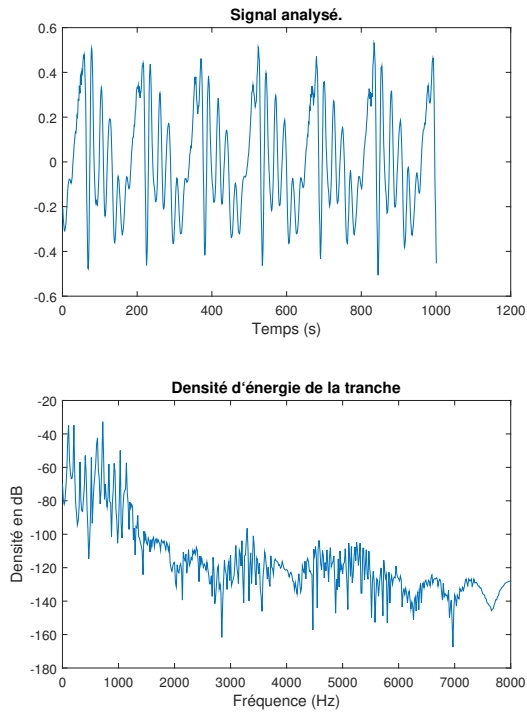 Signal analysé.
0.6
0.4
0.2
0
-0.2
-0.4
-0.6
0 200 400 600 800 1000 1200
Temps (s)
Densité d‘énergie de la tranche
Densité en dB
-20
-40
-60
-80
-100
-120
-140
-160
-180
0 1000 2000 3000 4000 5000 6000 7000 8000
Fréquence (Hz)